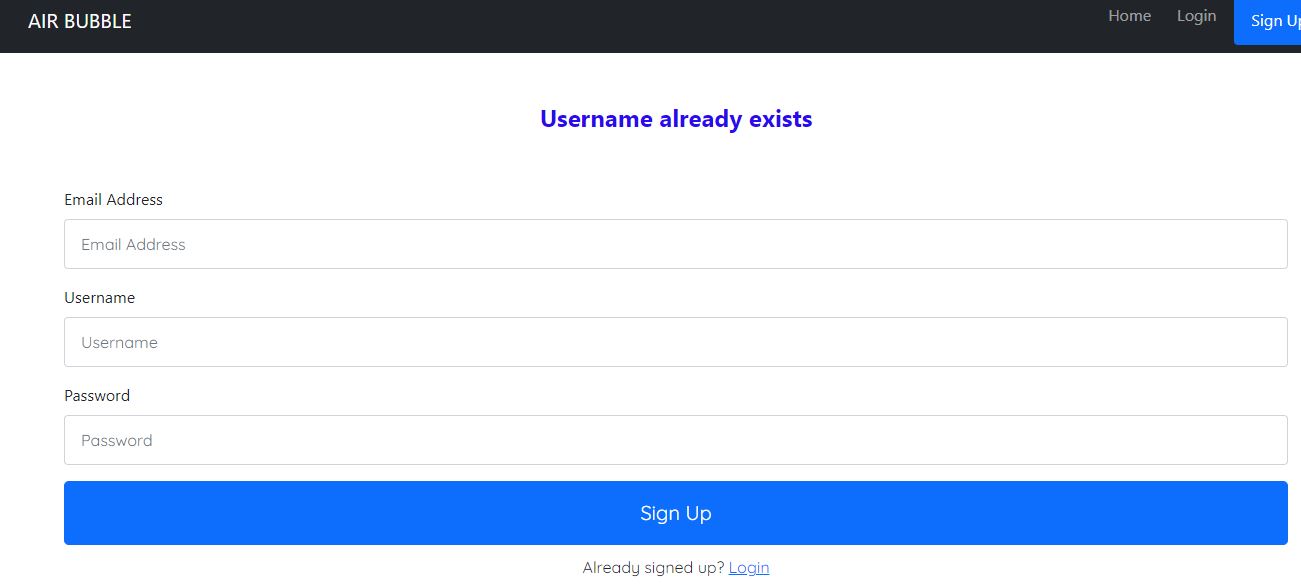 AIR BUBBLE
Home Login Sign Up
Username already exists
Email Address
Email Address
Username
Username
Password
Password
Sign Up
Already signed up? Login